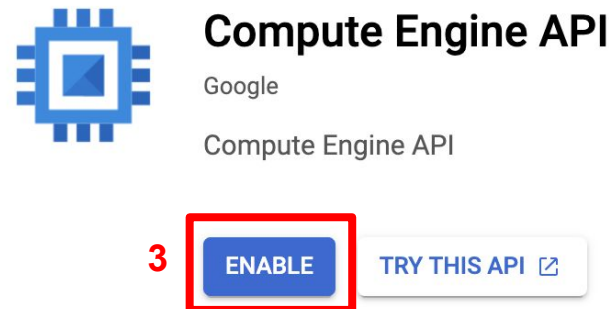 Compute Engine API
Google
Compute Engine API
3 ENABLE TRY THIS API